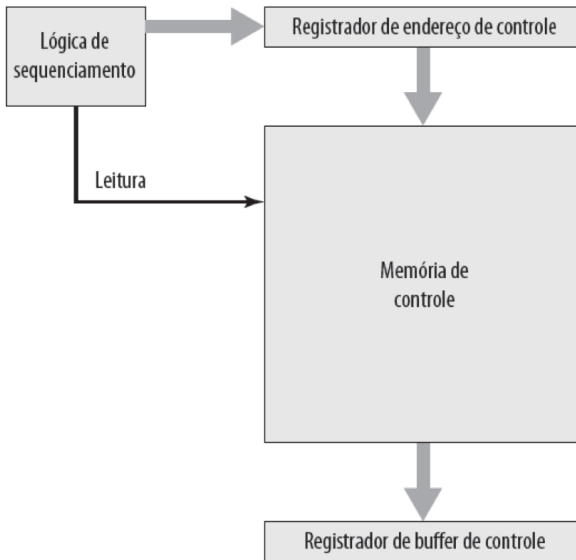 Lógica de
sequenciamento
Registrador de endereço de controle
Leitura
Memória de
controle
Registrador de buffer de controle